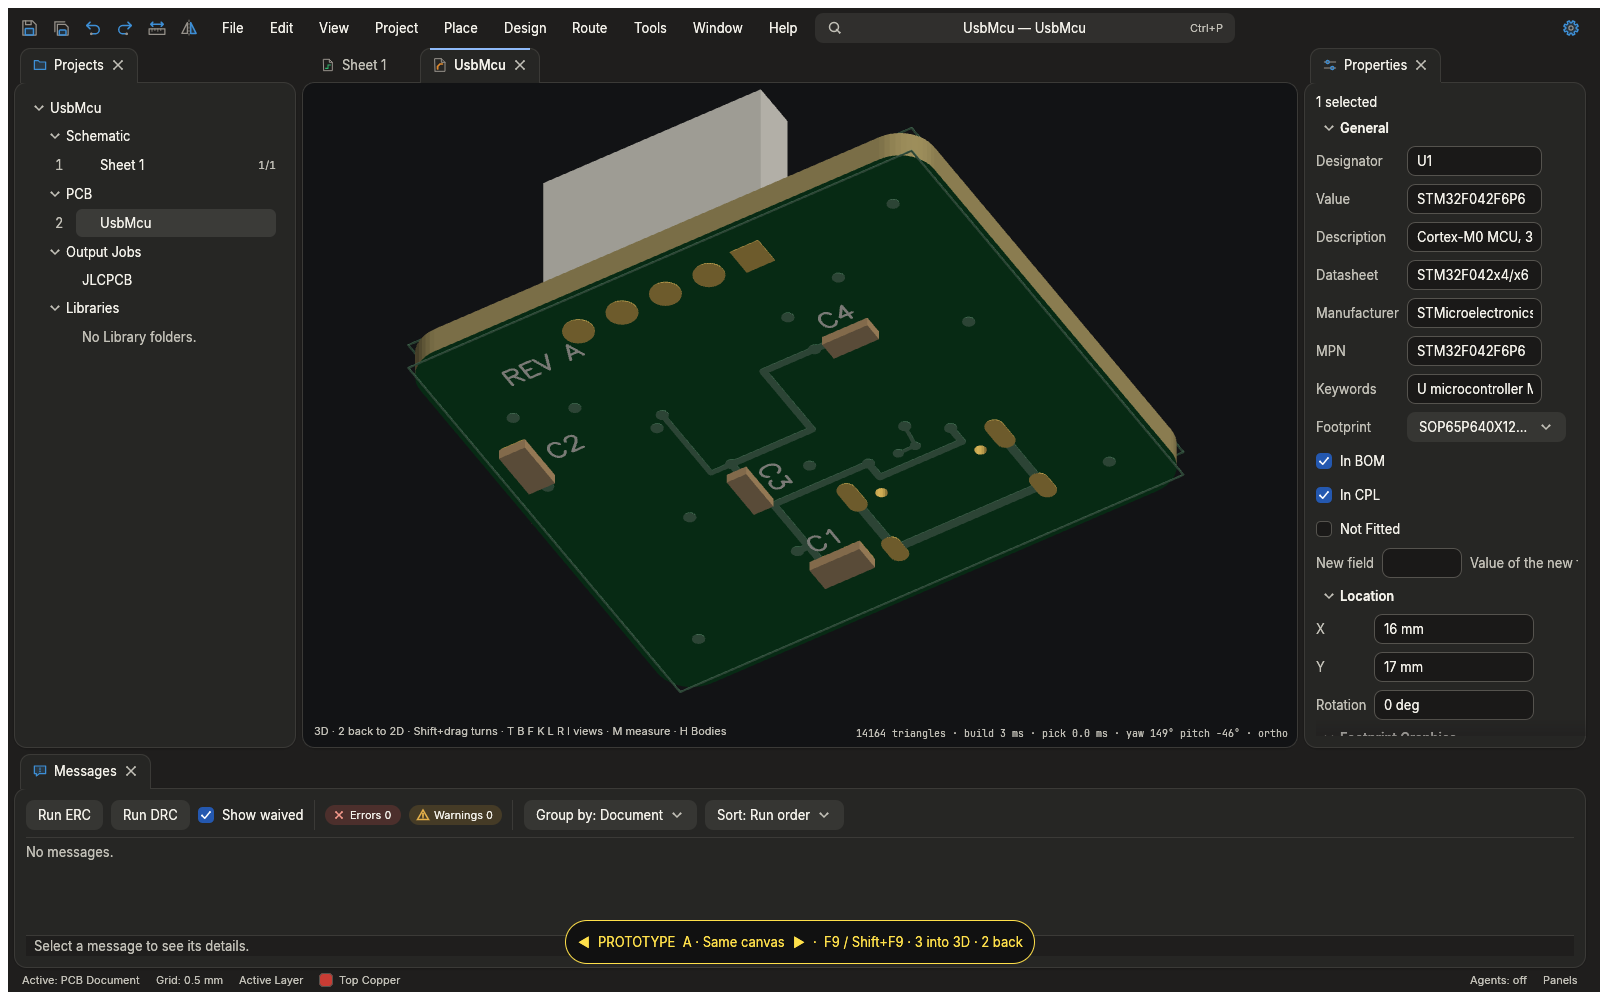 File Edit View Project Place Design Route Tools Window Help UsbMcu — UsbMcu Ctrl+P
Projects
Sheet 1
UsbMcu
Properties
UsbMcu
Schematic
1 Sheet 1 1/1
PCB
2 UsbMcu
Output Jobs
JLCPCB
Libraries
No Library folders.
REV A
C4
C2
C3
C1
3D · 2 back to 2D · Shift+drag turns · T B F K L R I views · M measure · H Bodies
14164 triangles · build 3 ms · pick 0.0 ms · yaw 149° pitch -46° · ortho
1 selected
General
Designator U1
Value STM32F042F6P6
Description Cortex-M0 MCU, 3
Datasheet STM32F042x4/x6
Manufacturer STMicroelectronics
MPN STM32F042F6P6
Keywords U microcontroller
Footprint SOP65P640X12...
In BOM
In CPL
Not Fitted
New field Value of the new
Location
X 16 mm
Y 17 mm
Rotation 0 deg
Footprint Graphics
Messages
Run ERC Run DRC Show waived Errors 0 Warnings 0 Group by: Document Sort: Run order
No messages.
Select a message to see its details.
◀ PROTOTYPE A · Same canvas ▶ · F9 / Shift+F9 · 3 into 3D · 2 back
Active: PCB Document Grid: 0.5 mm Active Layer Top Copper Agents: off Panels